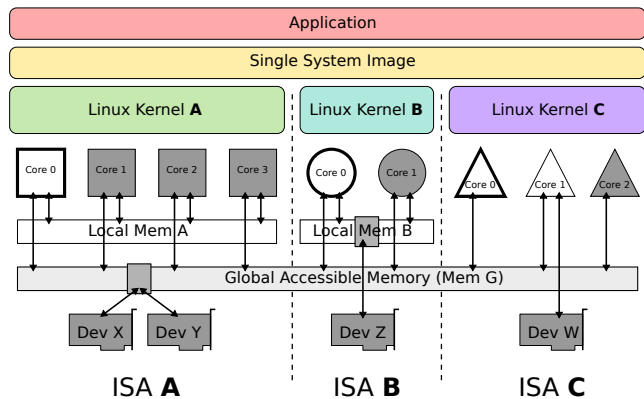 Application
Single System Image
Linux Kernel A
Linux Kernel B
Linux Kernel C
Core 0
Core 1
Core 2
Core 3
Core 0
Core 1
Core 0
Core 1
Core 2
Local Mem A
Local Mem B
Global Accessible Memory (Mem G)
Dev X
Dev Y
Dev Z
Dev W
ISA A
ISA B
ISA C